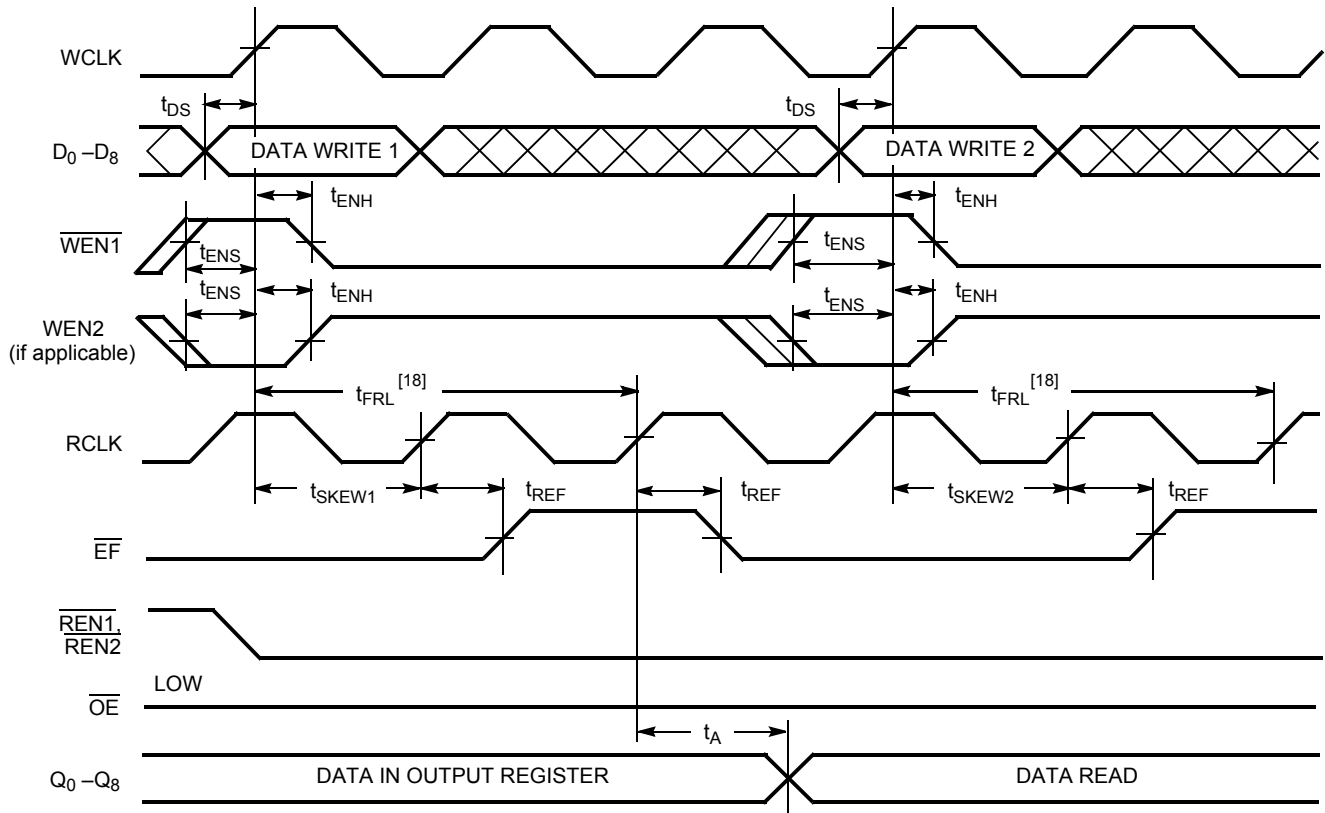 WCLK
tDS tDS
D0 –D8 DATA WRITE 1 DATA WRITE 2
tENH tENH
WEN1 tENS tENS
tENS tENH tENS tENH
WEN2
(if applicable)
tFRL [18] tFRL [18]
RCLK
tSKEW1 tREF tREF tSKEW2 tREF
EF
REN1,
REN2
LOW
OE
tA
Q0 –Q8 DATA IN OUTPUT REGISTER DATA READ